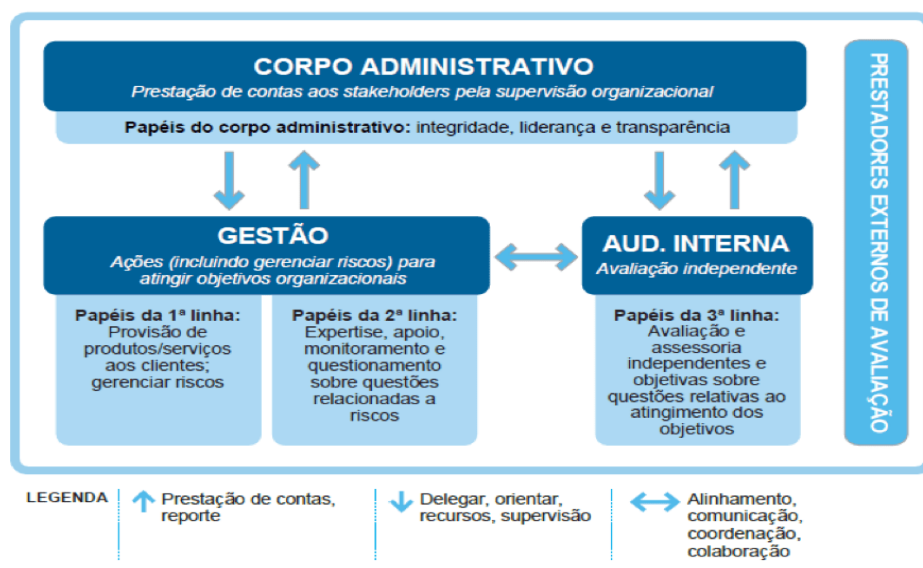 CORPO ADMINISTRATIVO
Prestação de contas aos stakeholders pela supervisão organizacional
Papéis do corpo administrativo: integridade, liderança e transparência
GESTÃO
Ações (incluindo gerenciar riscos) para
atingir objetivos organizacionais
Papéis da 1ª linha:
Provisão de
produtos/serviços
aos clientes;
gerenciar riscos
Papéis da 2ª linha:
Expertise, apoio,
monitoramento e
questionamento
sobre questões
relacionadas a
riscos
AUD. INTERNA
Avaliação independente
Papéis da 3ª linha:
Avaliação e
assessoria
independentes e
objetivas sobre
questões relativas ao
atingimento dos
objetivos
PRESTADORES EXTERNOS DE AVALIAÇÃO
LEGENDA
Prestação de contas,
reporte
Delegar, orientar,
recursos, supervisão
Alinhamento,
comunicação,
coordenação,
colaboração